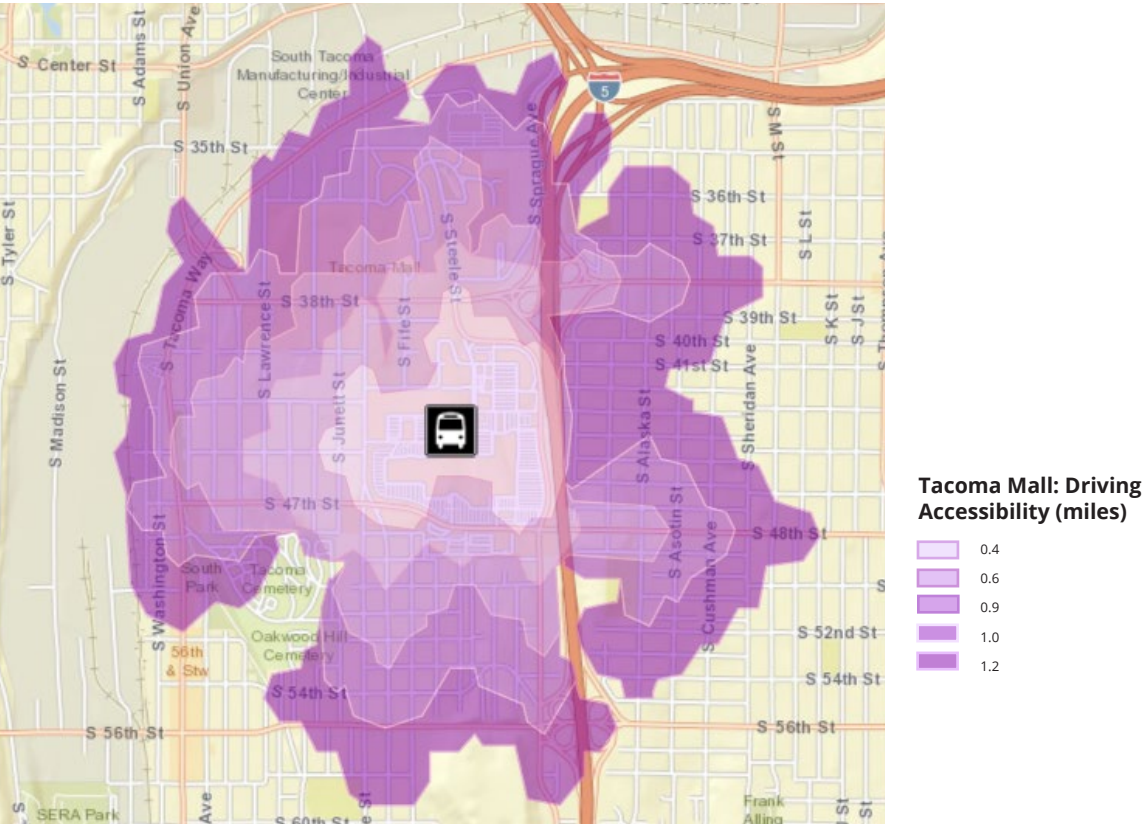 S Center St
S Adams St
S Union Ave
South Tacoma
Manufacturing/Industrial
Center
5
S M St
S 35th St
S Sprague Ave
S Tyler St
S 36th St
S L St
S 37th St
S Steele St
Tacoma Mall
S Tacoma Way
S Lawrence St
S 38th St
S Fife St
S 39th St
S K St
S J St
S 40th St
S 41st St
S Madison St
S Junett St
S Alaska St
S Sheridan Ave
S 47th St
S 48th St
S Washington St
S Asotin St
S Cushman Ave
South
Park
Tacoma
Cemetery
Oakwood Hill
Cemetery
S 52nd St
56th
& Stw
S 54th St
S 54th St
S 56th St
S 56th St
SERA Park
Ave
S 60th St
Frank
Alling
Tacoma Mall: Driving
Accessibility (miles)
0.4
0.6
0.9
1.0
1.2